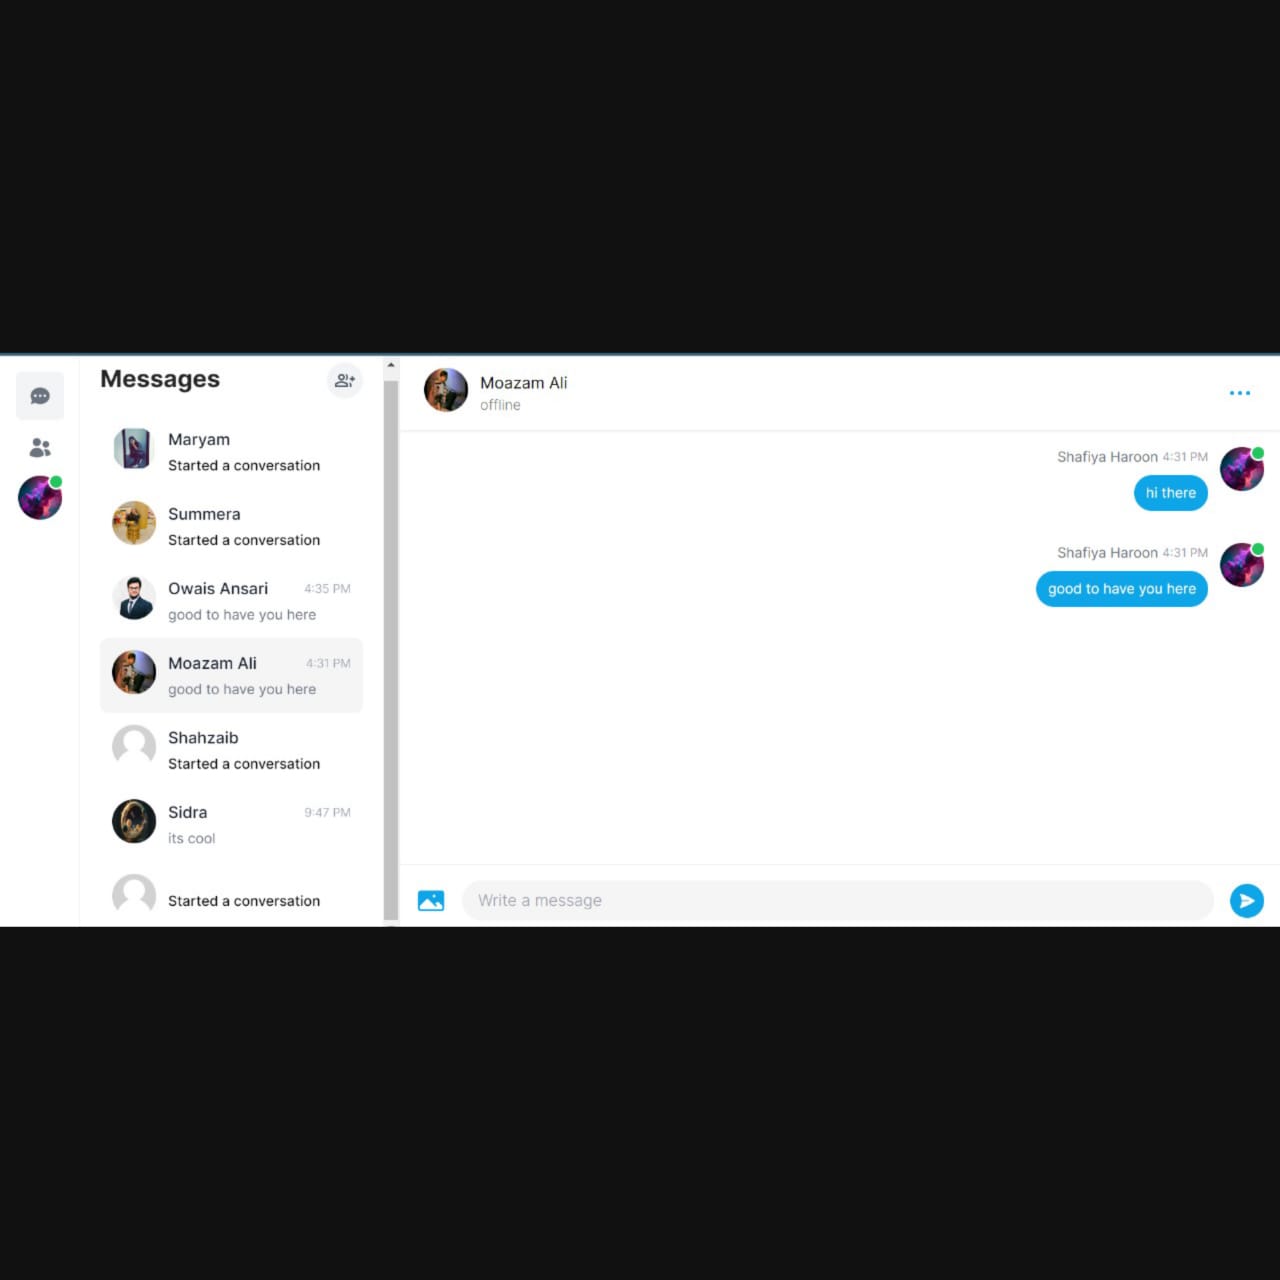 Messages
Maryam
Started a conversation
Summera
Started a conversation
Owais Ansari 4:35 PM
good to have you here
Moazam Ali 4:31 PM
good to have you here
Shahzaib
Started a conversation
Sidra 9:47 PM
its cool
Started a conversation
Moazam Ali
offline
Shafiya Haroon 4:31 PM
hi there
Shafiya Haroon 4:31 PM
good to have you here
Write a message